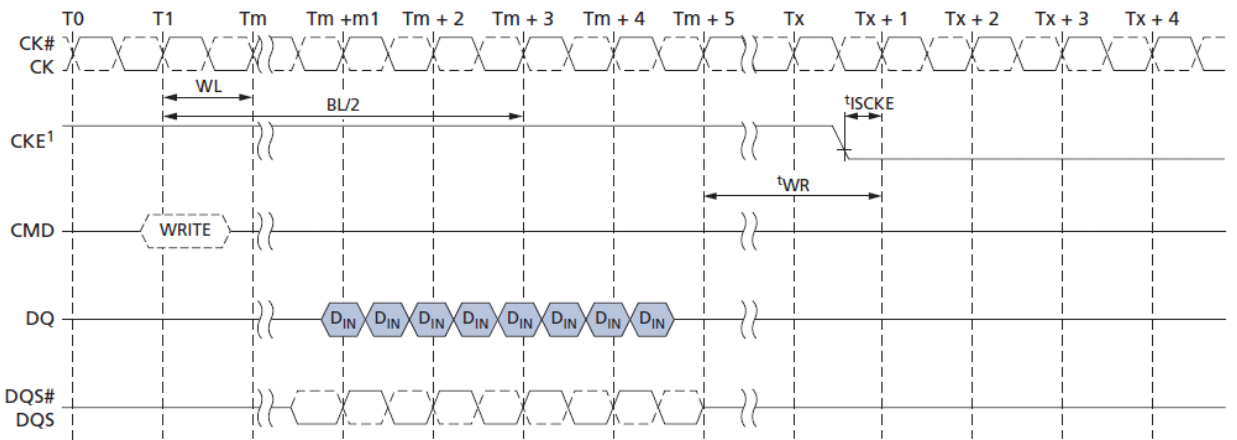 T0 T1 Tm Tm +m1 Tm + 2 Tm + 3 Tm + 4 Tm + 5 Tx Tx + 1 Tx + 2 Tx + 3 Tx + 4
CK#
CK
WL
BL/2
tISCKE
CKE1
tWR
CMD WRITE
DQ DIN DIN DIN DIN DIN DIN DIN DIN
DQS#
DQS